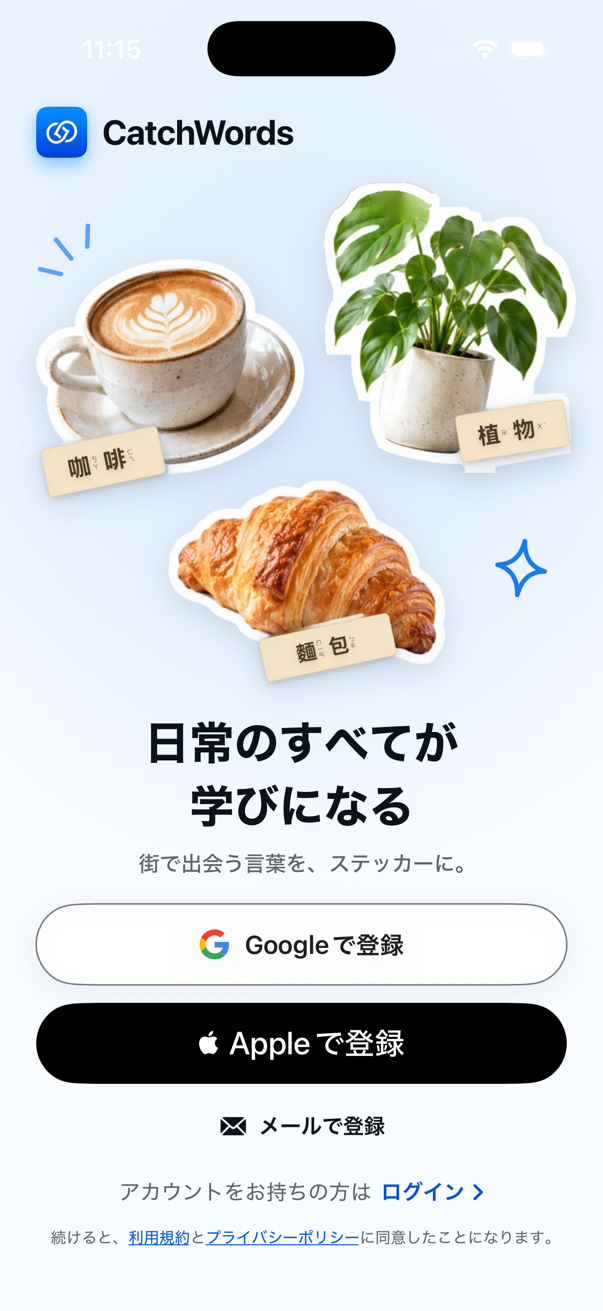 11:15
CatchWords
植物
咖啡
麵包
日常のすべてが
学びになる
街で出会う言葉を、ステッカーに。
Googleで登録
Appleで登録
メールで登録
アカウントをお持ちの方は ログイン
続けると、利用規約とプライバシーポリシーに同意したことになります。